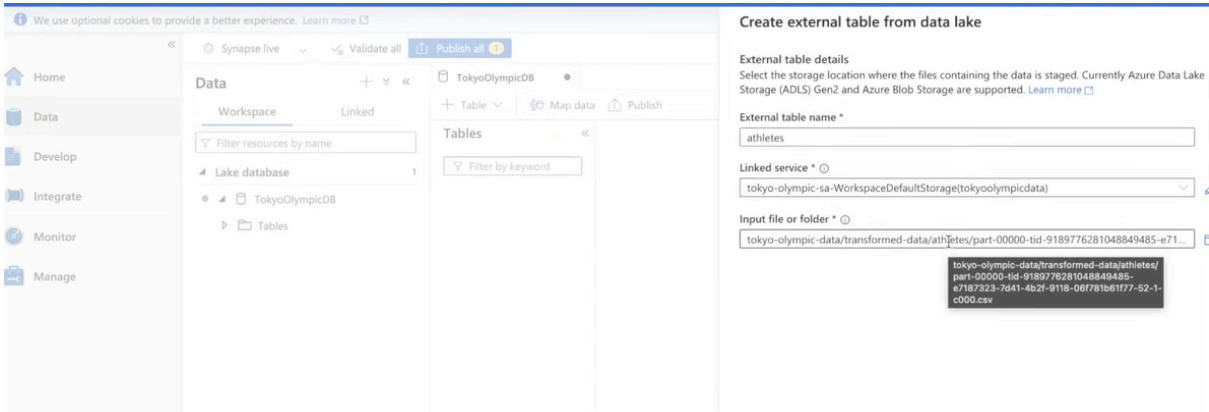 We use optional cookies to provide a better experience. Learn more
Synapse live
Validate all
Publish all 1
Home
Data
Develop
Integrate
Monitor
Manage
Data
Workspace
Linked
Filter resources by name
Lake database
1
TokyoOlympicDB
Tables
TokyoOlympicDB
Table
Map data
Publish
Tables
Filter by keyword
Create external table from data lake
External table details
Select the storage location where the files containing the data is staged. Currently Azure Data Lake
Storage (ADLS) Gen2 and Azure Blob Storage are supported. Learn more
External table name *
athletes
Linked service *
tokyo-olympic-sa-WorkspaceDefaultStorage(tokyoolympicdata)
Input file or folder *
tokyo-olympic-data/transformed-data/athletes/part-00000-tid-9189776281048849485-e71...
tokyo-olympic-data/transformed-data/athletes/
part-00000-tid-9189776281048849485-
e7187323-7d41-4b2f-9118-06f781b61f77-52-1-
c000.csv